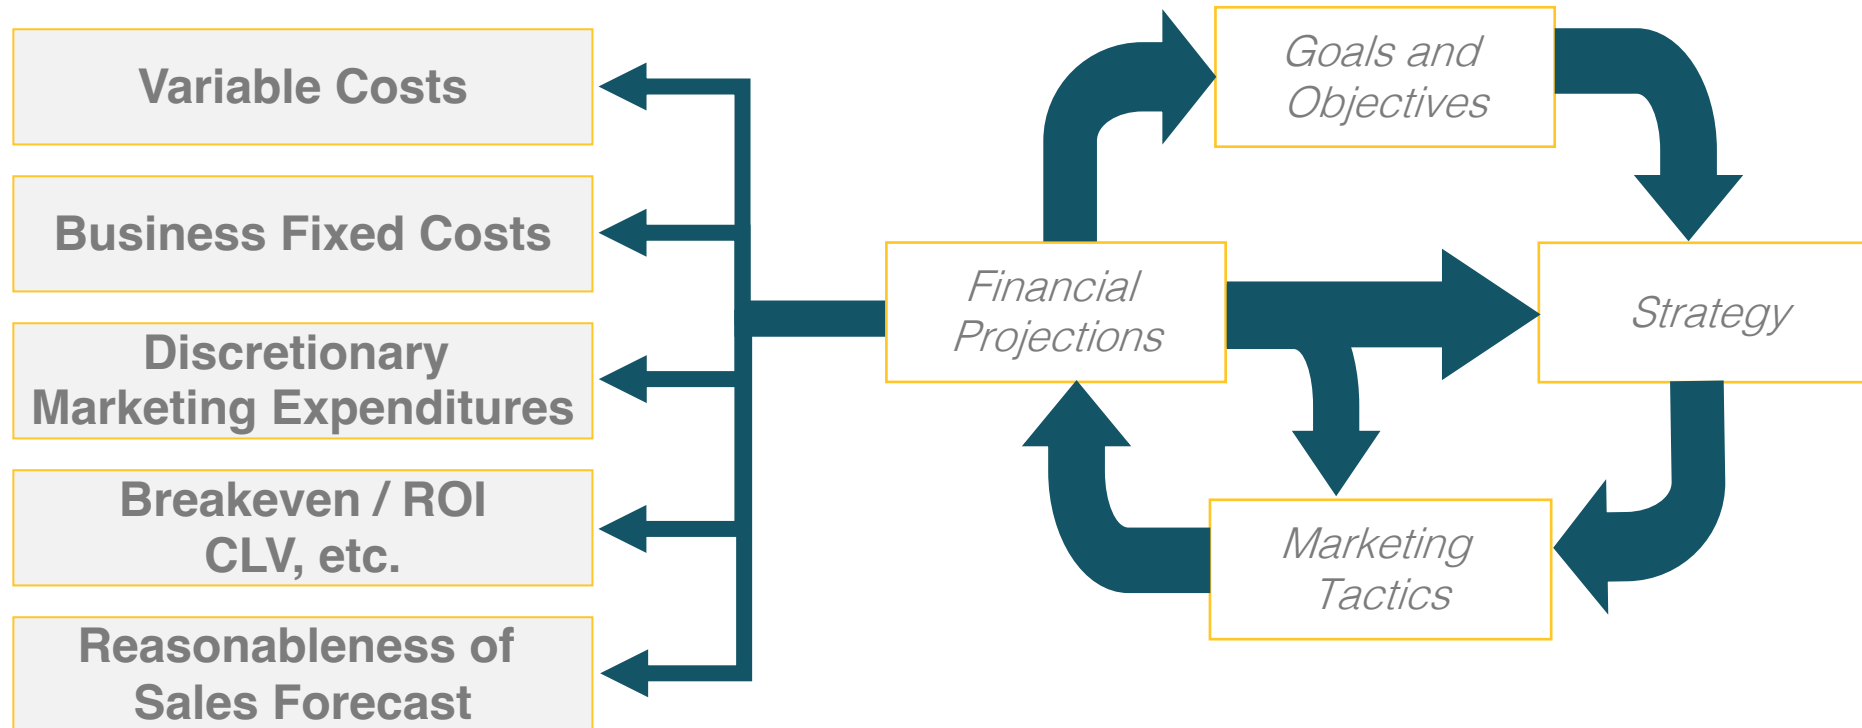 Variable Costs
Business Fixed Costs
Discretionary
Marketing Expenditures
Breakeven / ROI
CLV, etc.
Reasonableness of
Sales Forecast
Goals and
Objectives
Financial
Projections
Strategy
Marketing
Tactics